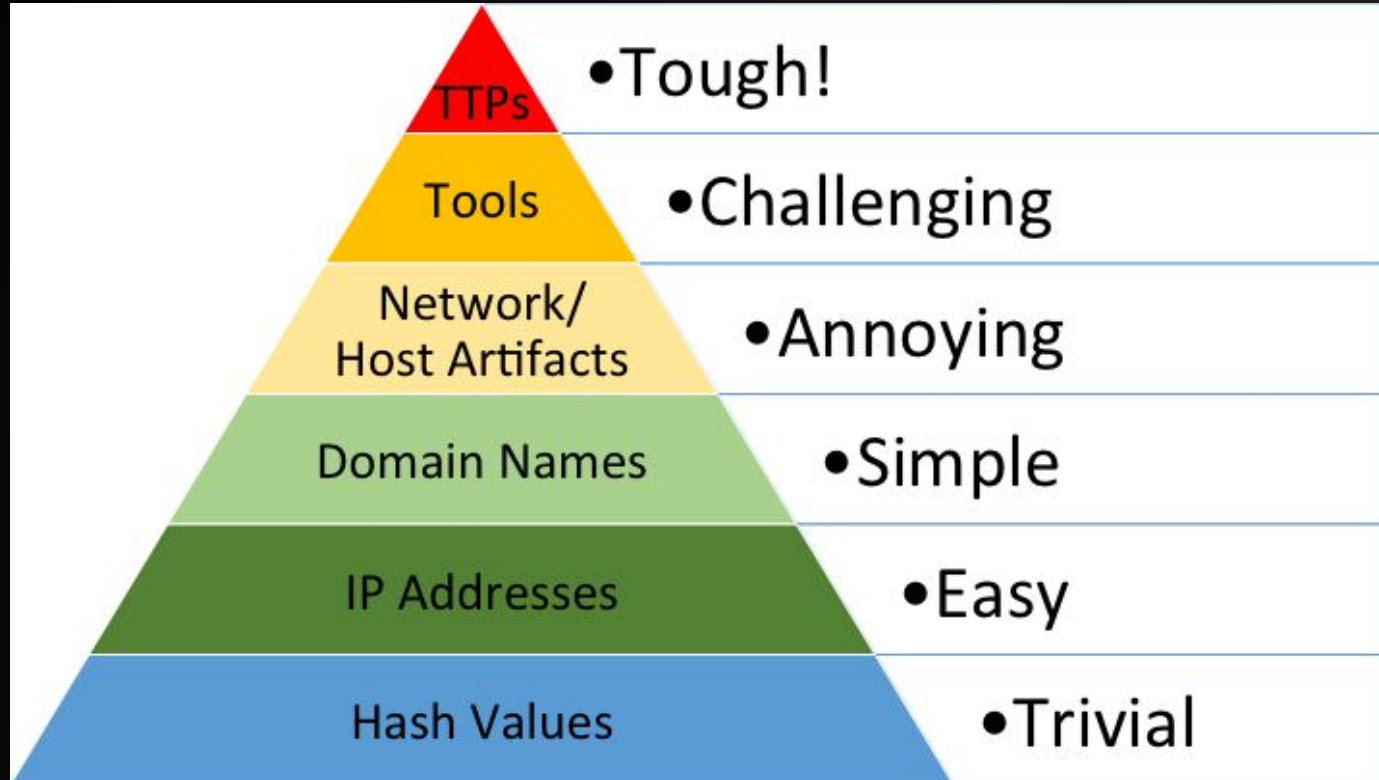 TTPs
•Tough!
Tools
•Challenging
Network/
Host Artifacts
•Annoying
Domain Names
•Simple
IP Addresses
•Easy
Hash Values
•Trivial